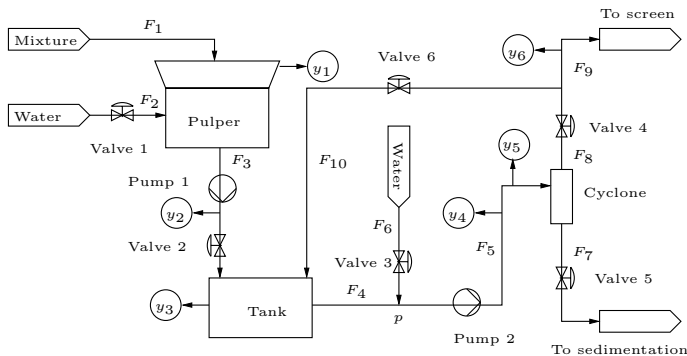 To screen
F1
Mixture
y1
Valve 6
y6
F9
F2
Water
Pulper
Valve 1
Valve 4
y5
F3
F10
Water
F8
Pump 1
Cyclone
y2
y4
F6
Valve 2
F5
F7
Valve 3
Valve 5
F4
y3
Tank
p
Pump 2
To sedimentation